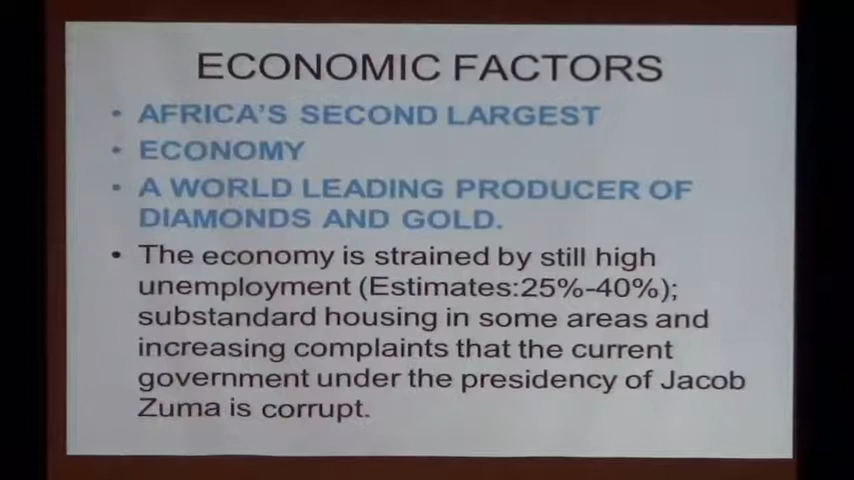 ECONOMIC FACTORS
• AFRICA'S SECOND LARGEST
• ECONOMY
• A WORLD LEADING PRODUCER OF
DIAMONDS AND GOLD.
• The economy is strained by still high
unemployment (Estimates:25%-40%);
substandard housing in some areas and
increasing complaints that the current
government under the presidency of Jacob
Zuma is corrupt.